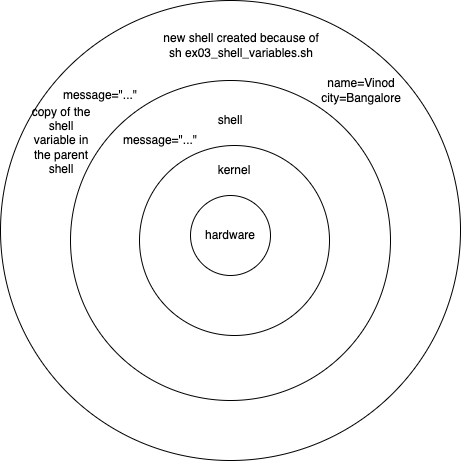 new shell created because of
sh ex03_shell_variables.sh
name=Vinod
city=Bangalore
message="..."
copy of the
shell
variable in
the parent
shell
shell
message="..."
kernel
hardware